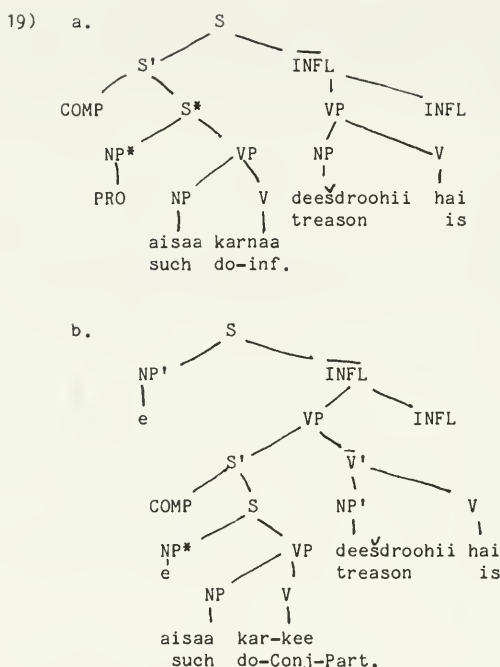 19) a. S
S' INFL
COMP S* VP INFL
NP* VP NP V
PRO NP V deešdroohii hai
treason is
aisaa karnaa
such do-inf.
b. S
NP' INFL
e VP INFL
S' V'
COMP S NP' V
NP* VP deešdroohii hai
e treason is
NP V
aisaa kar-kee
such do-Conj-Part.